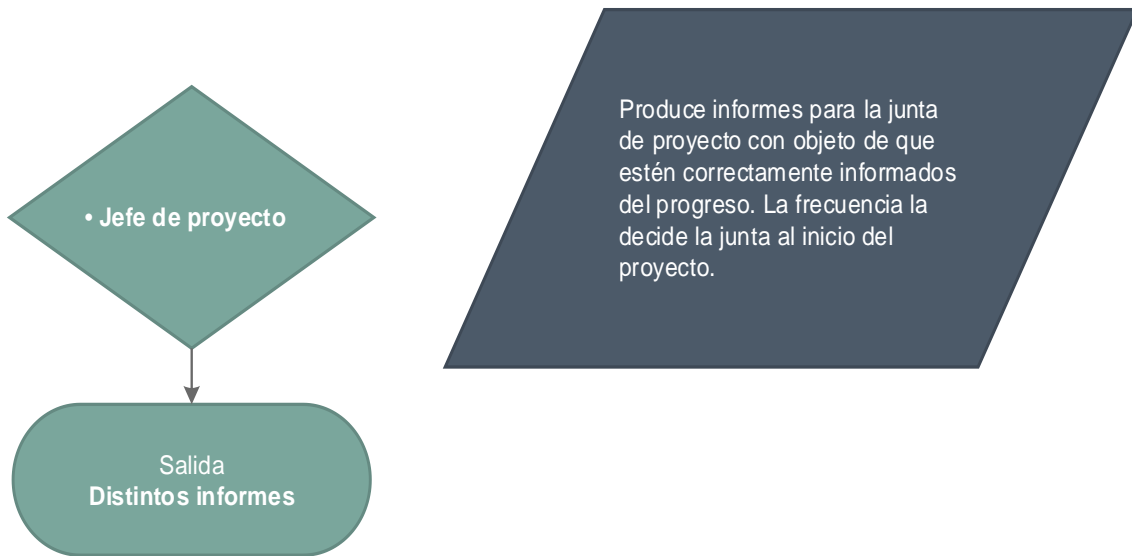 • Jefe de proyecto
Salida
Distintos informes
Produce informes para la junta
de proyecto con objeto de que
estén correctamente informados
del progreso. La frecuencia la
decide la junta al inicio del
proyecto.